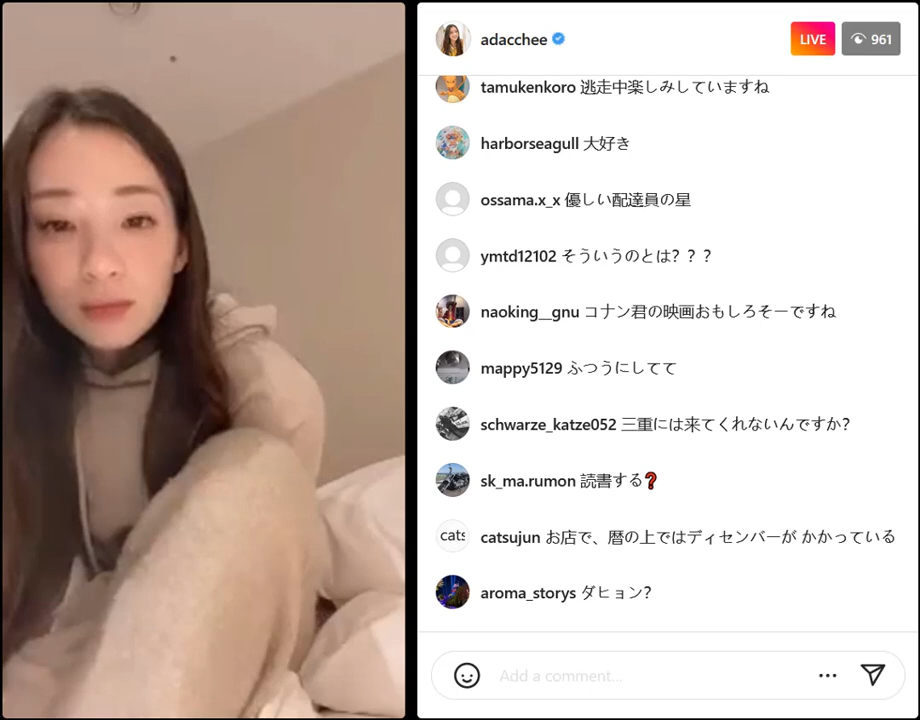 adacchee
LIVE
961
tamukenkoro 逃走中楽しみしていますね
harborseagull 大好き
ossama.x_x 優しい配達員の星
ymtd12102 そういうのとは？？？
naoking__gnu コナン君の映画おもしろそーですね
mappy5129 ふつうにしてて
schwarze_katze052 三重には来てくれないんですか？
sk_ma.rumon 読書する❓
cats
catsjun お店で、暦の上ではディセンバーが かかっている
aroma_storys ダヒョン？
Add a comment...